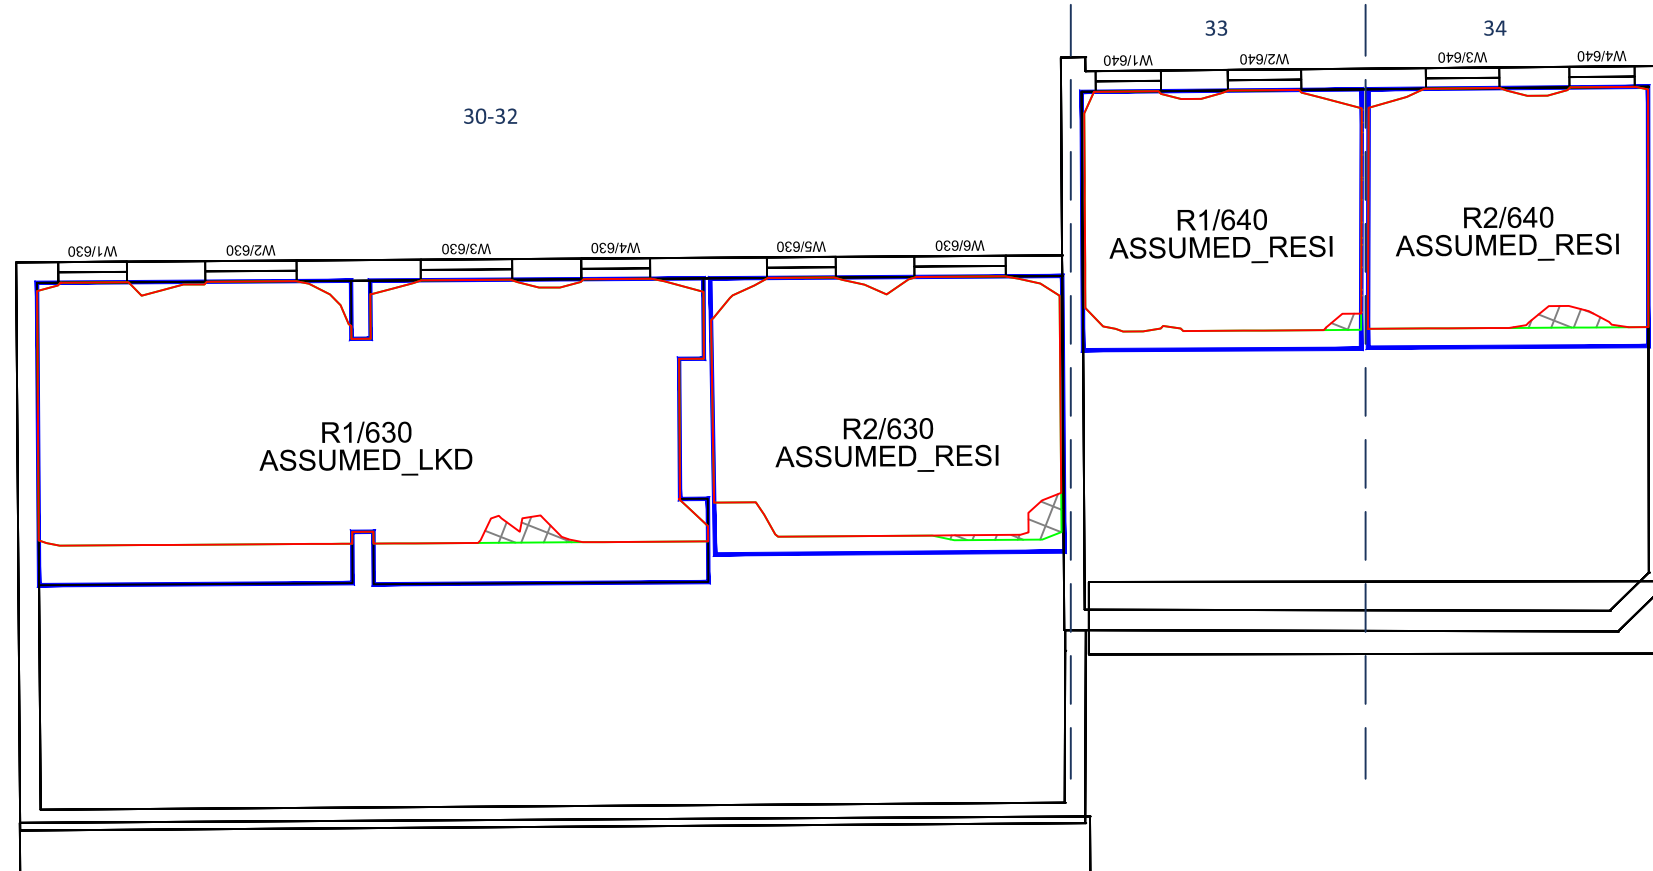 33
34
30-32
W1/640
W2/640
W3/640
W4/640
R1/640
ASSUMED_RESI
R2/640
ASSUMED_RESI
W1/630
W2/630
W3/630
W4/630
W5/630
W6/630
R1/630
ASSUMED_LKD
R2/630
ASSUMED_RESI